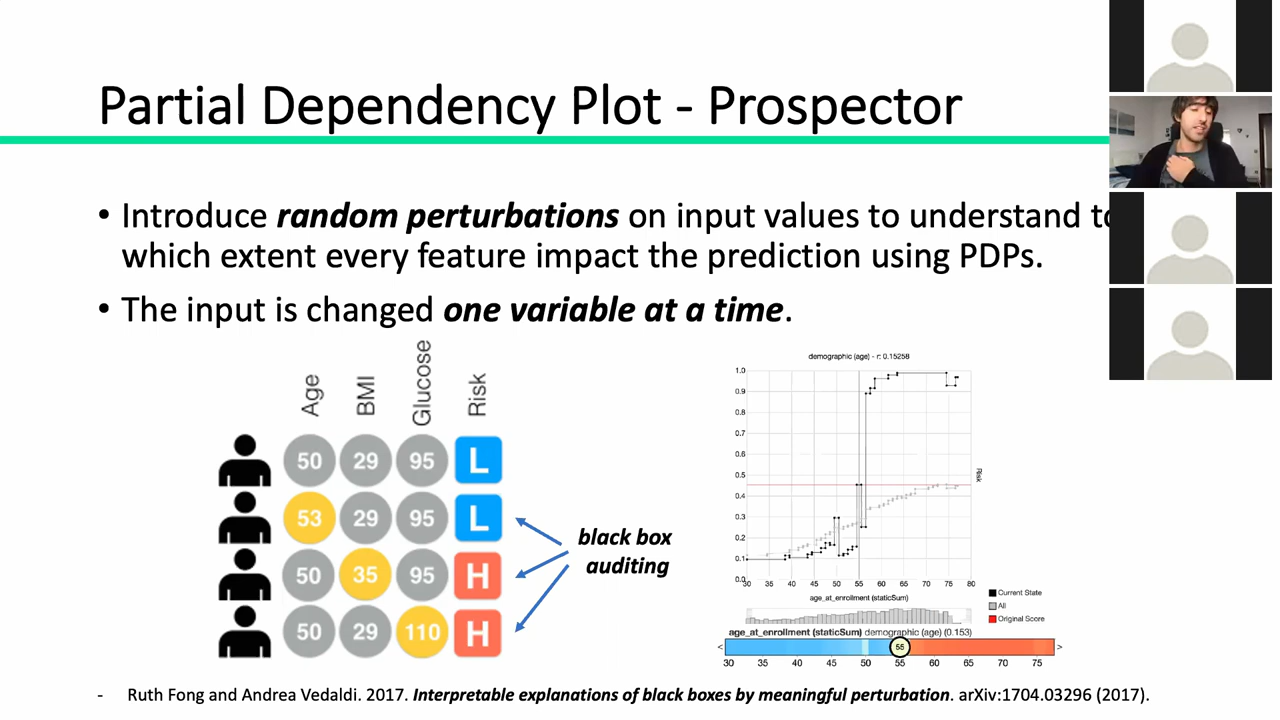 Partial Dependency Plot - Prospector
• Introduce random perturbations on input values to understand to
which extent every feature impact the prediction using PDPs.
• The input is changed one variable at a time.
Age BMI Glucose Risk
50 29 95 L
53 29 95 L
50 35 95 H
50 29 110 H
black box
auditing
demographic (age) - r: 0.15258
1.0
0.9
0.8
0.7
0.6
0.5
0.4
0.3
0.2
0.1
0.0
30 35 40 45 50 55 60 65 70 75 80
Risk
age_at_enrollment (staticSum)
Current State
All
Original Score
age_at_enrollment (staticSum) demographic (age) (0.153)
< 55 >
30 35 40 45 50 55 60 65 70 75
- Ruth Fong and Andrea Vedaldi. 2017. Interpretable explanations of black boxes by meaningful perturbation. arXiv:1704.03296 (2017).